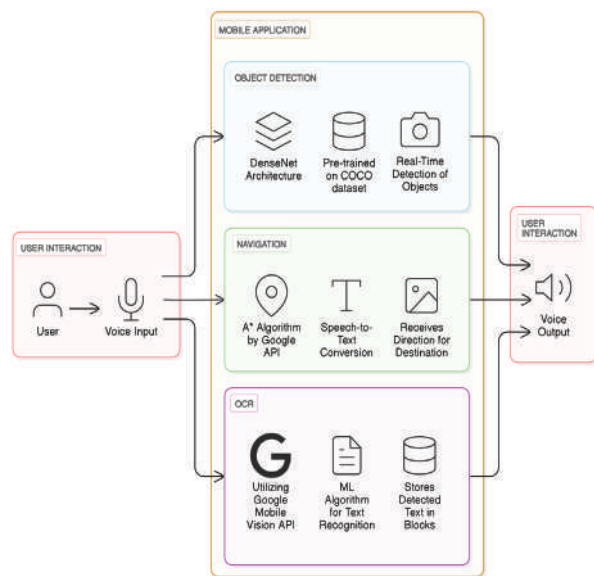 MOBILE APPLICATION
OBJECT DETECTION
DenseNet
Architecture
Pre-trained
on COCO
dataset
Real-Time
Detection of
Objects
USER INTERACTION
User
Voice Input
NAVIGATION
A* Algorithm
by Google
API
Speech-to-
Text
Conversion
Receives
Direction for
Destination
OCR
G
Utilizing
Google
Mobile
Vision API
ML
Algorithm
for Text
Recognition
Stores
Detected
Text in
Blocks
USER
INTERACTION
Voice
Output